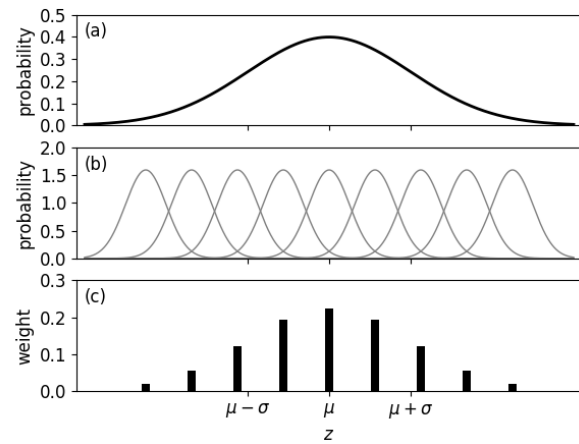 0.5
(a)
0.4
0.3
0.2
0.1
0.0
probability
2.0
(b)
1.5
1.0
0.5
0.0
probability
0.3
(c)
0.2
0.1
0.0
weight
μ − σ
μ
μ + σ
z